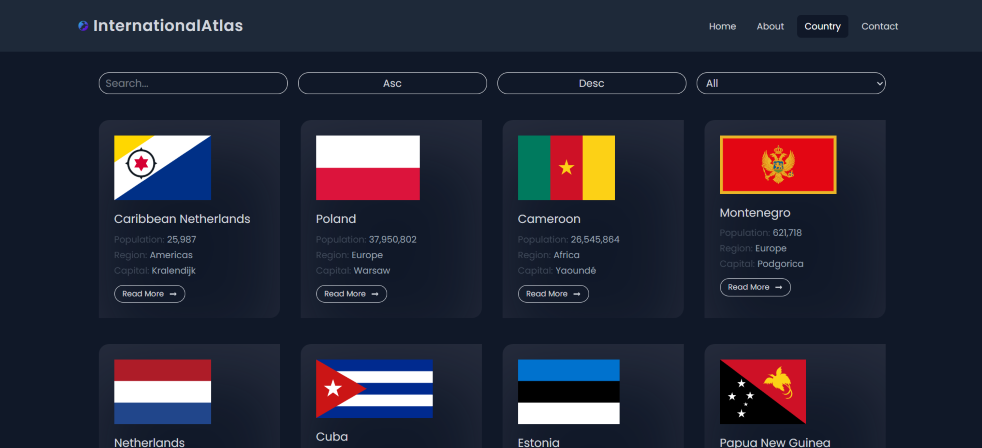 InternationalAtlas
Home About Country Contact
Search...
Asc
Desc
All
Caribbean Netherlands
Population: 25,987
Region: Americas
Capital: Kralendijk
Read More →
Poland
Population: 37,950,802
Region: Europe
Capital: Warsaw
Read More →
Cameroon
Population: 26,545,864
Region: Africa
Capital: Yaoundé
Read More →
Montenegro
Population: 621,718
Region: Europe
Capital: Podgorica
Read More →
Netherlands
Cuba
Estonia
Papua New Guinea